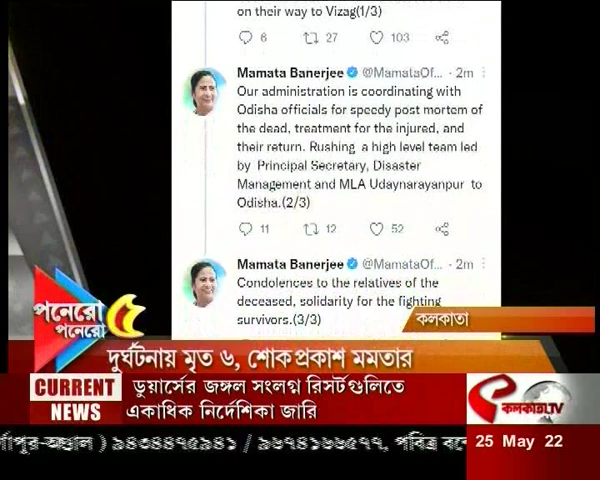 on their way to Vizag(1/3)
6 27 103
Mamata Banerjee @MamataOf... · 2m
Our administration is coordinating with
Odisha officials for speedy post mortem of
the dead, treatment for the injured, and
their return. Rushing a high level team led
by Principal Secretary, Disaster
Management and MLA Udaynarayanpur to
Odisha.(2/3)
11 12 52
Mamata Banerjee @MamataOf... · 2m
Condolences to the relatives of the
deceased, solidarity for the fighting
survivors.(3/3)
পনেরো ৫
পনেরো
কলকাতা
দুর্ঘটনায় মৃত ৬, শোকপ্রকাশ মমতার
CURRENT
NEWS
ডুয়ার্সের জঙ্গল সংলগ্ন রিসর্টগুলিতে
একাধিক নির্দেশিকা জারি
কলকাতাTV
র্গাপুর-অণ্ডাল ) ৯৪৩৪৪৭৫৯৪১ / ৯৬৭৪১৬৬৫৭৭, পবিত্র
25 May 22